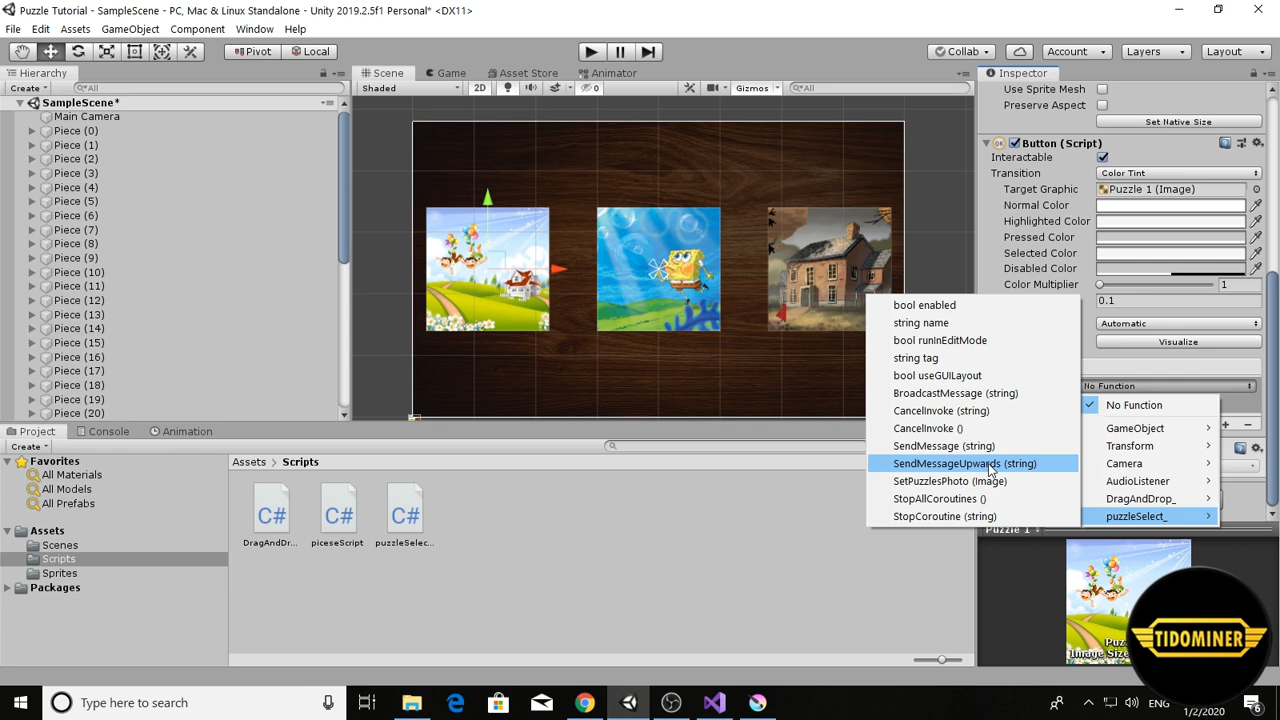 Puzzle Tutorial - SampleScene - PC, Mac & Linux Standalone - Unity 2019.2.5f1 Personal* <DX11>
File Edit Assets GameObject Component Window Help
Pivot Local Collab Account Layers Layout
Hierarchy Scene Game Asset Store Animator Inspector
Create All Shaded 2D 0 Gizmos All
SampleScene*
Main Camera
Piece (0)
Piece (1)
Piece (2)
Piece (3)
Piece (4)
Piece (5)
Piece (6)
Piece (7)
Piece (8)
Piece (9)
Piece (10)
Piece (11)
Piece (12)
Piece (13)
Piece (14)
Piece (15)
Piece (16)
Piece (17)
Piece (18)
Piece (19)
Piece (20)
Use Sprite Mesh
Preserve Aspect
Set Native Size
Button (Script)
Interactable
Transition Color Tint
Target Graphic Puzzle 1 (Image)
Normal Color
Highlighted Color
Pressed Color
Selected Color
Disabled Color
Color Multiplier 1
0.1
Automatic
Visualize
No Function
bool enabled
string name
bool runInEditMode
string tag
bool useGUILayout
BroadcastMessage (string)
CancelInvoke (string)
CancelInvoke ()
SendMessage (string)
SendMessageUpwards (string)
SetPuzzlesPhoto (Image)
StopAllCoroutines ()
StopCoroutine (string)
No Function
GameObject
Transform
Camera
AudioListener
DragAndDrop_
puzzleSelect_
Project Console Animation
Create
Favorites
All Materials
All Models
All Prefabs
Assets
Scenes
Scripts
Sprites
Packages
Assets Scripts
C# C# C#
DragAndDr... piceseScript puzzleSelec...
Puzzle 1
Image Size
TIDOMINER
Type here to search
ENG
1/2/2020
6